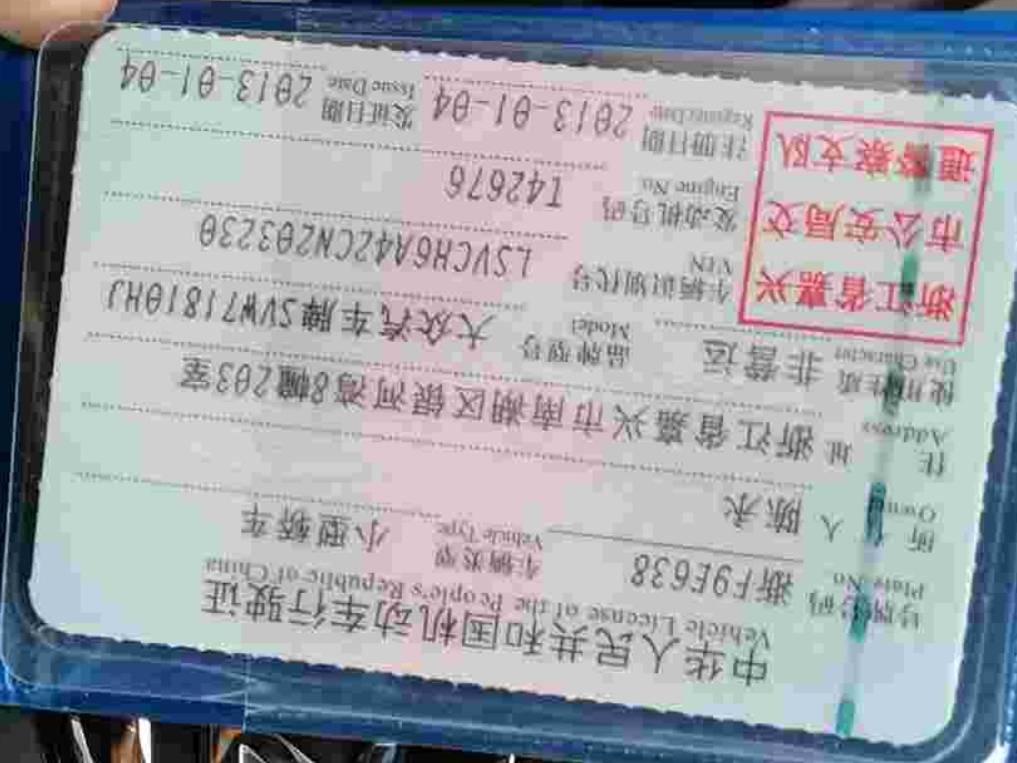 中华人民共和国机动车行驶证
Vehicle License of the People's Republic of China
号牌号码 浙F9E638 车辆类型 小型轿车
Plate No. Vehicle Type
所有人 陈永
Owner
住址 浙江省嘉兴市南湖区银河湾8幢203室
Address
使用性质 非营运 品牌型号 大众汽车牌SVW71810HJ
Use Character Model
浙江省嘉兴
市公安局交
通警察支队
车辆识别代号 LSVCH6A42CN203230
VIN
发动机号码 I42676
Engine No.
注册日期 2013-01-04 发证日期 2013-01-04
Register Date Issue Date